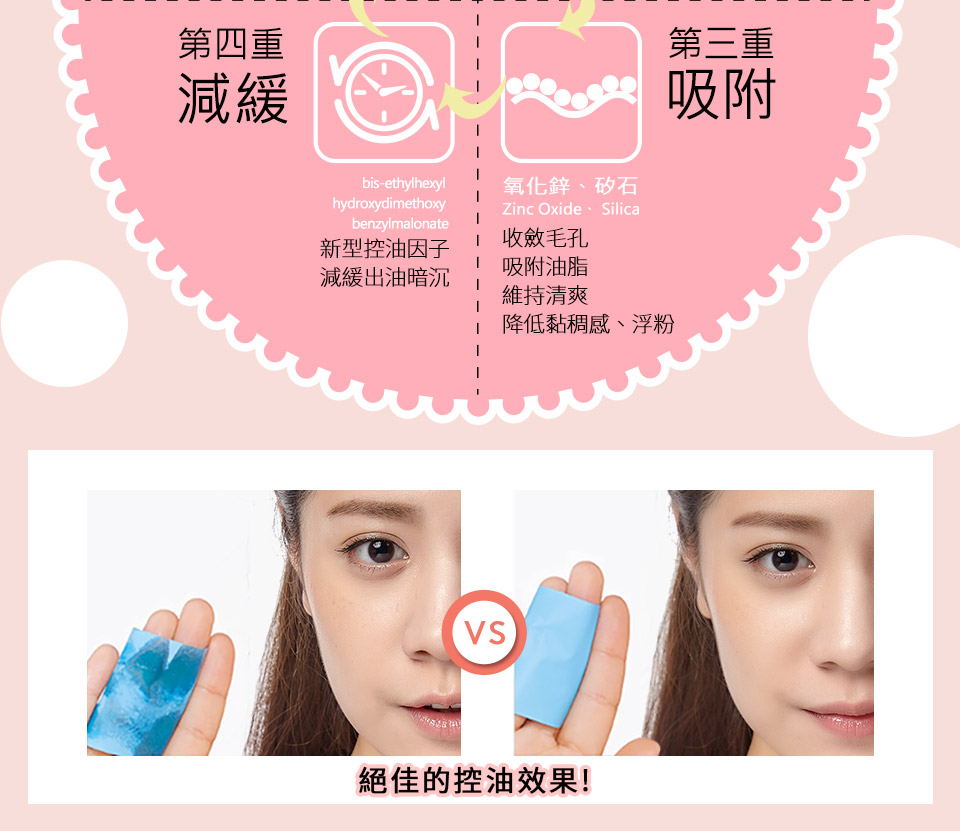 第四重
減緩
bis-ethylhexyl
hydroxydimethoxy
benzylmalonate
新型控油因子
減緩出油暗沉
第三重
吸附
氧化鋅、矽石
Zinc Oxide、Silica
收斂毛孔
吸附油脂
維持清爽
降低黏稠感、浮粉
VS
絕佳的控油效果!